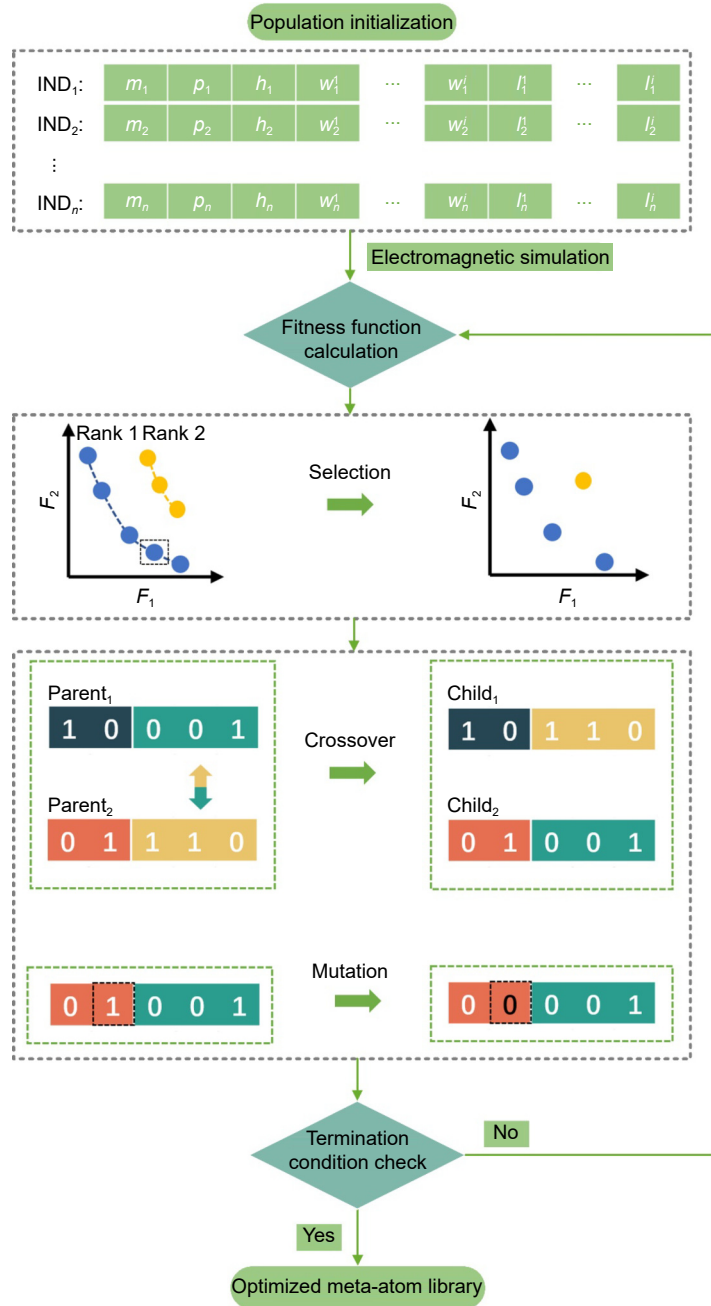 Population initialization
IND₁: m₁ p₁ h₁ w₁¹ ... w₁ⁱ l₁¹ ... l₁ⁱ
IND₂: m₂ p₂ h₂ w₂¹ ... w₂ⁱ l₂¹ ... l₂ⁱ
⋮
INDₙ: mₙ pₙ hₙ wₙ¹ ... wₙⁱ lₙ¹ ... lₙⁱ
Electromagnetic simulation
Fitness function
calculation
Rank 1 Rank 2
F₂
F₁
Selection
F₂
F₁
Parent₁
1 0 0 0 1
Parent₂
0 1 1 1 0
Crossover
Child₁
1 0 1 1 0
Child₂
0 1 0 0 1
0 1 0 0 1
Mutation
0 0 0 0 1
Termination
condition check
No
Yes
Optimized meta-atom library